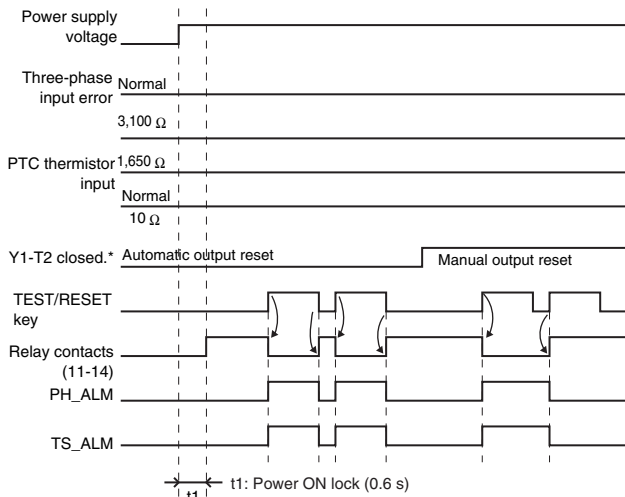 Power supply
voltage
Three-phase
input error
Normal
3,100 Ω
PTC thermistor
input
1,650 Ω
Normal
10 Ω
Y1-T2 closed.*
Automatic output reset
Manual output reset
TEST/RESET
key
Relay contacts
(11-14)
PH_ALM
TS_ALM
t1: Power ON lock (0.6 s)
t1